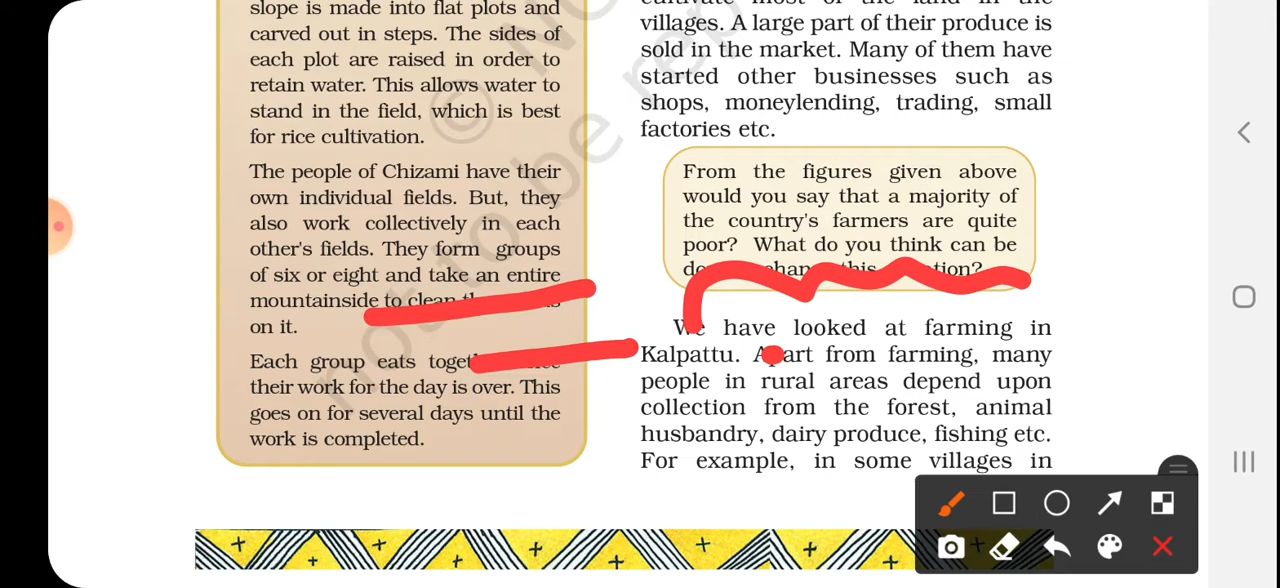 slope is made into flat plots and
carved out in steps. The sides of
each plot are raised in order to
retain water. This allows water to
stand in the field, which is best
for rice cultivation.
The people of Chizami have their
own individual fields. But, they
also work collectively in each
other's fields. They form groups
of six or eight and take an entire
mountainside to clean
on it.
Each group eats
their work for the day is over. This
goes on for several days until the
work is completed.
villages. A large part of their produce is
sold in the market. Many of them have
started other businesses such as
shops, moneylending, trading, small
factories etc.
From the figures given above
would you say that a majority of
the country's farmers are quite
poor? What do you think can be
this
We have looked at farming in
Kalpattu. Apart from farming, many
people in rural areas depend upon
collection from the forest, animal
husbandry, dairy produce, fishing etc.
For example, in some villages in
© N
not to be rep